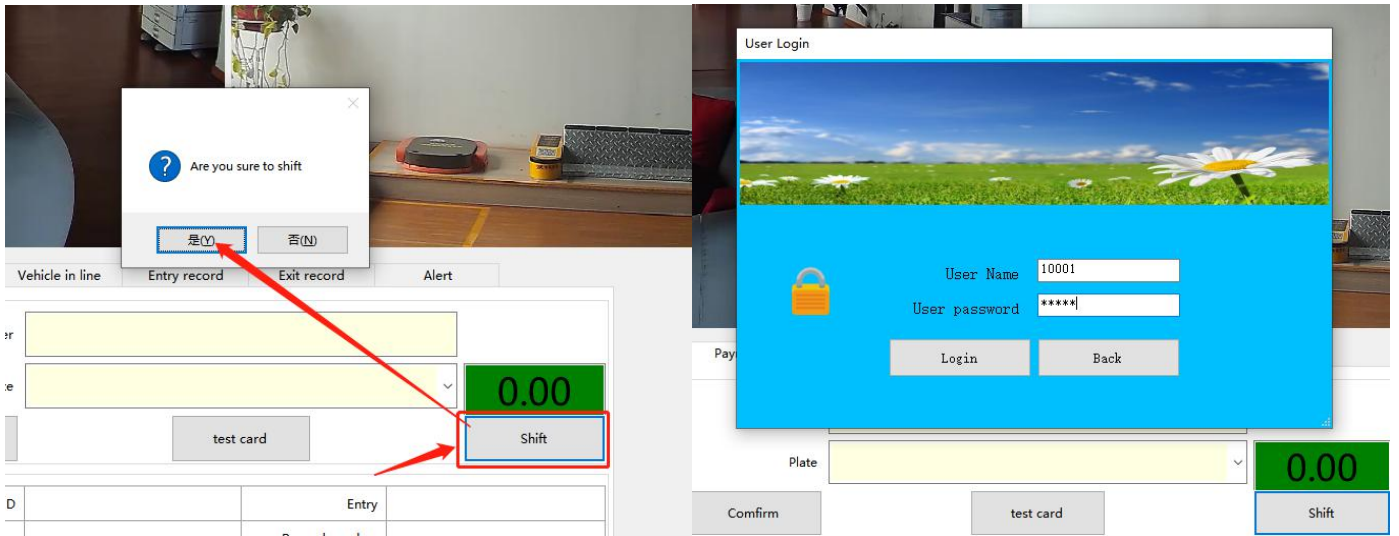 Are you sure to shift
是(Y)
否(N)
Vehicle in line
Entry record
Exit record
Alert
0.00
test card
Shift
Entry
User Login
User Name
10001
User password
*****
Login
Back
Plate
0.00
Confirm
test card
Shift